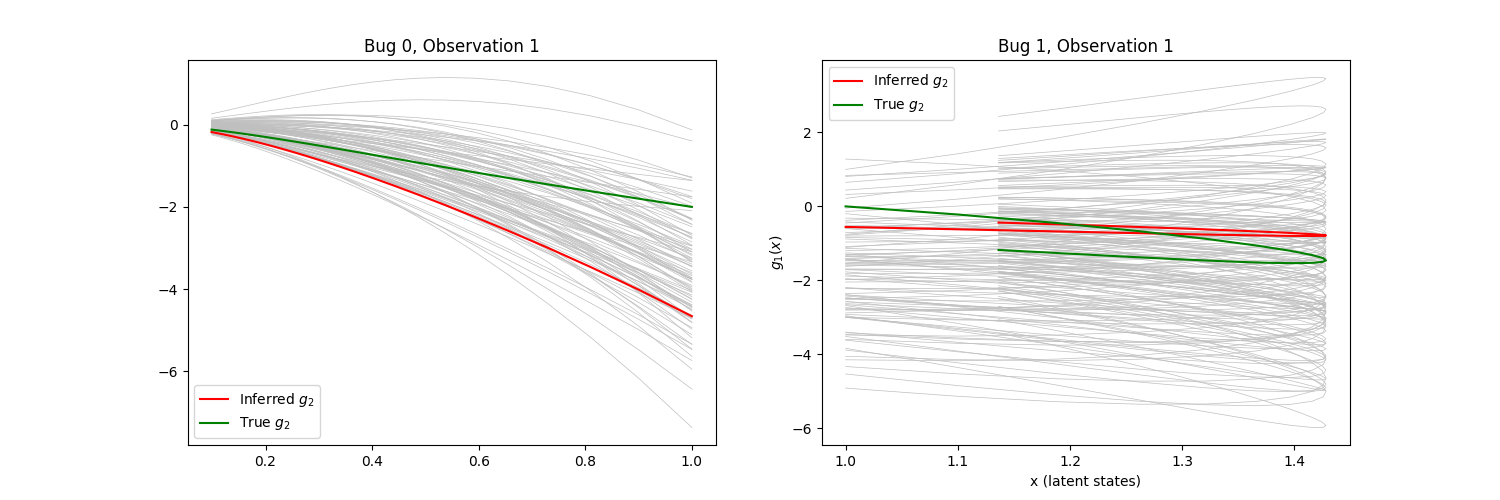 Bug 0, Observation 1
0
−2
−4
−6
0.2 0.4 0.6 0.8 1.0
Inferred g₂
True g₂
Bug 1, Observation 1
Inferred g₂
True g₂
2
0
−2
−4
−6
g₁(x)
1.0 1.1 1.2 1.3 1.4
x (latent states)